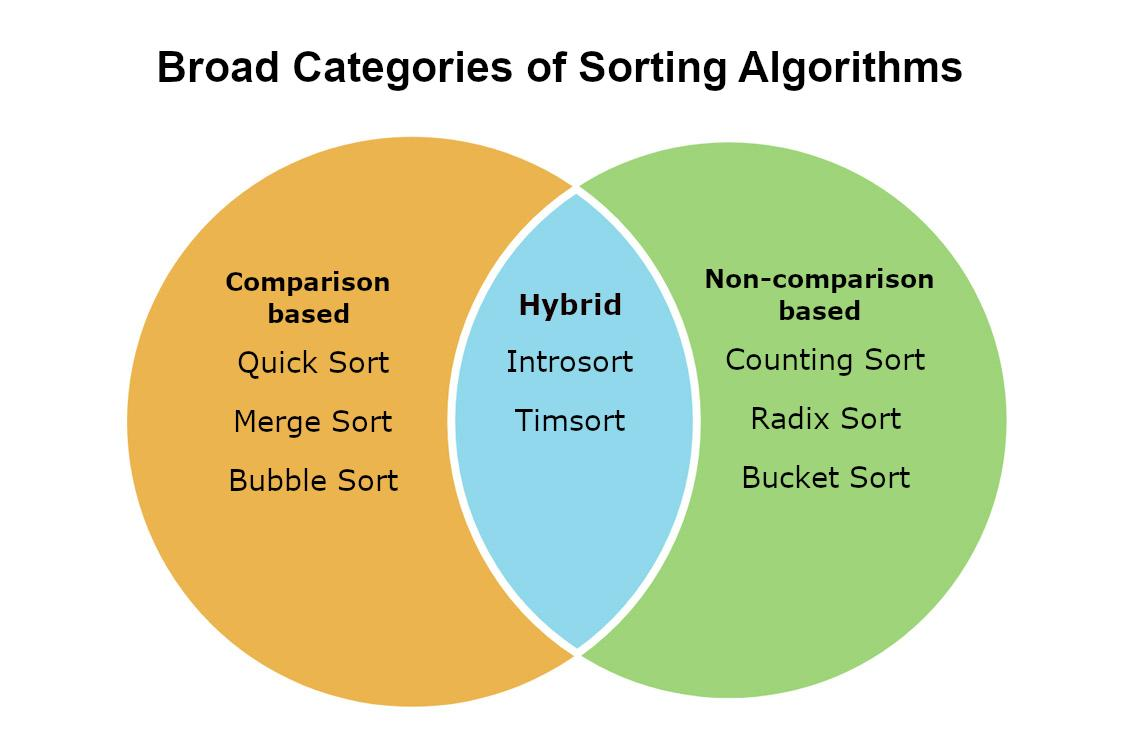 Broad Categories of Sorting Algorithms
Comparison
based
Quick Sort
Merge Sort
Bubble Sort
Hybrid
Introsort
Timsort
Non-comparison
based
Counting Sort
Radix Sort
Bucket Sort